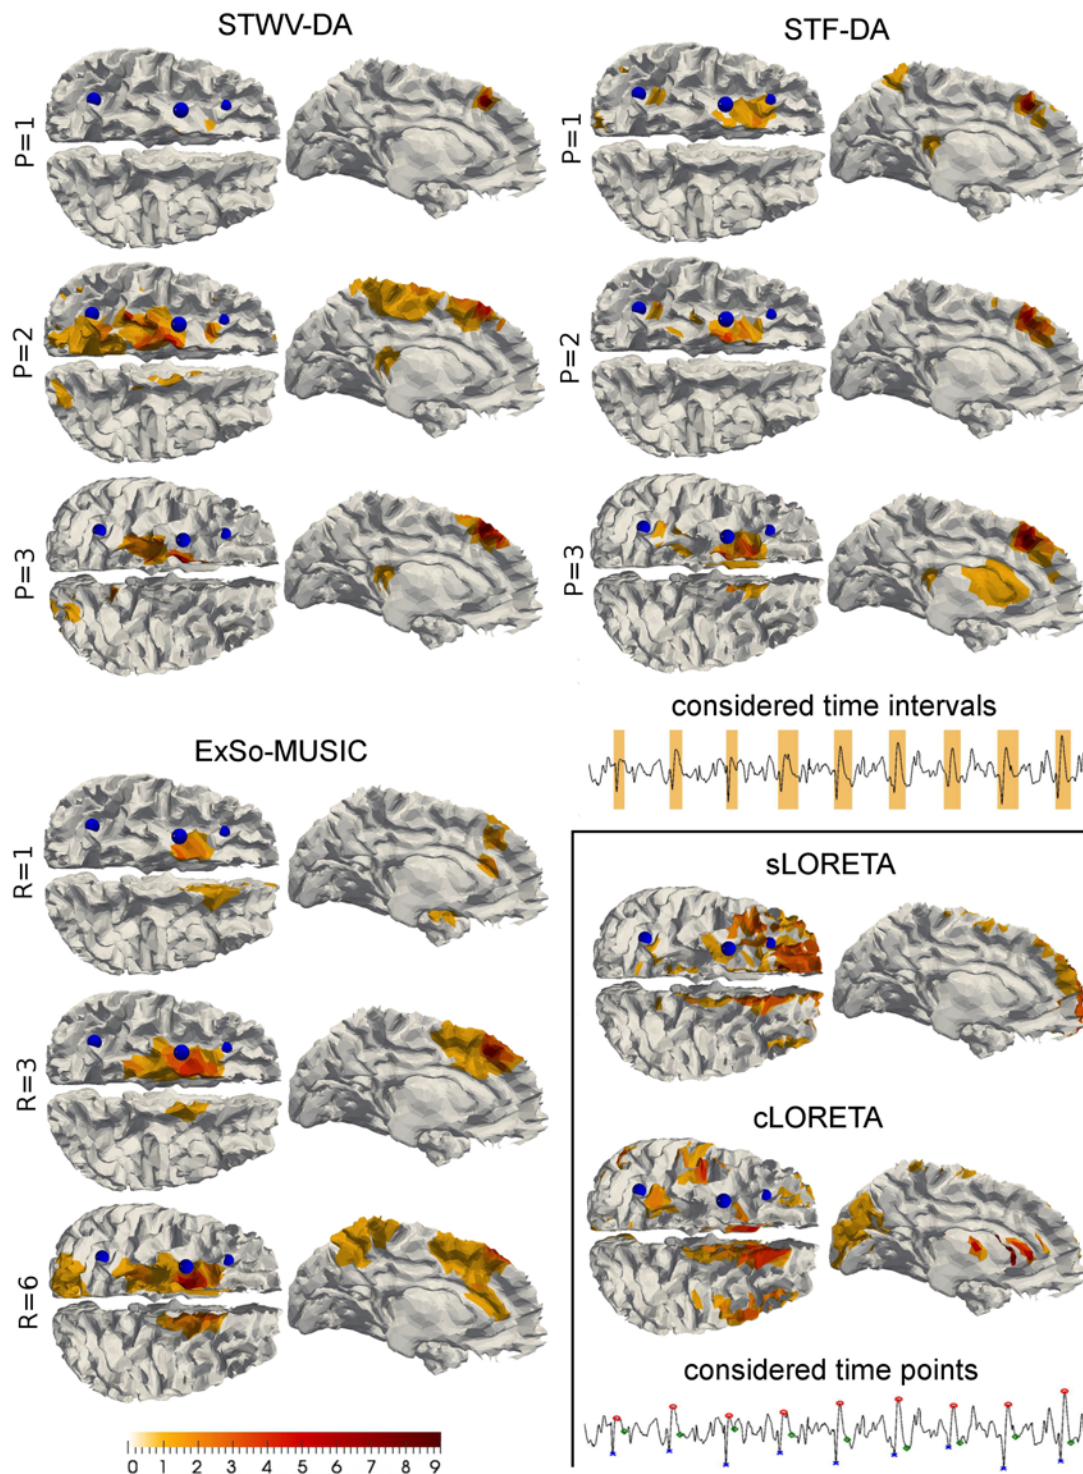 STWV-DA
STF-DA
P=1
P=1
P=2
P=2
P=3
P=3
considered time intervals
ExSo-MUSIC
R=1
sLORETA
R=3
cLORETA
R=6
considered time points
0 1 2 3 4 5 6 7 8 9